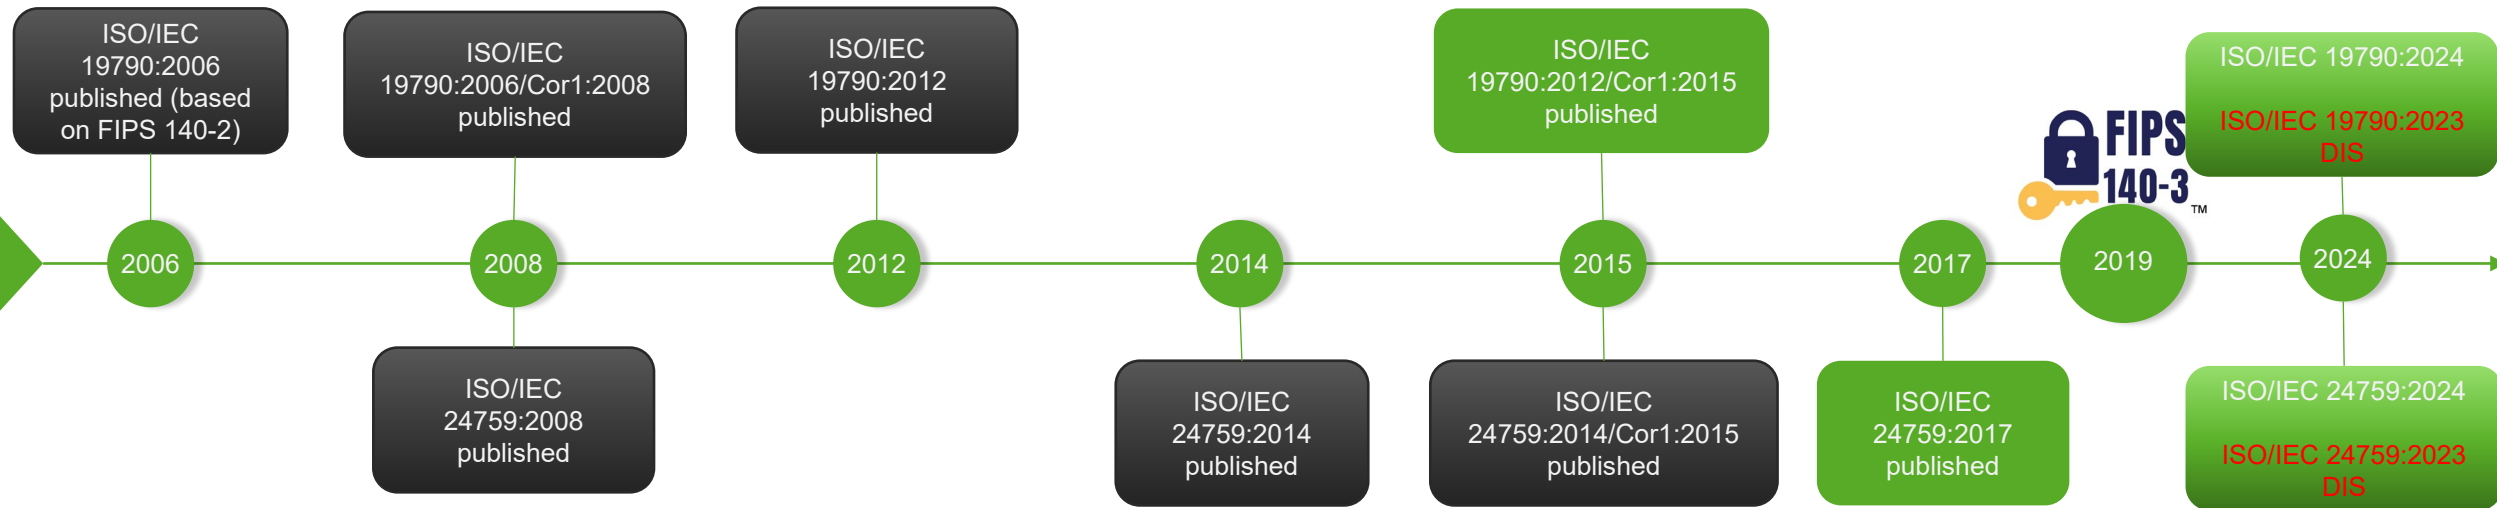 ISO/IEC
19790:2006
published (based
on FIPS 140-2)
ISO/IEC
19790:2006/Cor1:2008
published
ISO/IEC
19790:2012
published
ISO/IEC
19790:2012/Cor1:2015
published
FIPS
140-3
TM
ISO/IEC 19790:2024
ISO/IEC 19790:2023
DIS
2006
2008
2012
2014
2015
2017
2019
2024
ISO/IEC
24759:2008
published
ISO/IEC
24759:2014
published
ISO/IEC
24759:2014/Cor1:2015
published
ISO/IEC
24759:2017
published
ISO/IEC 24759:2024
ISO/IEC 24759:2023
DIS